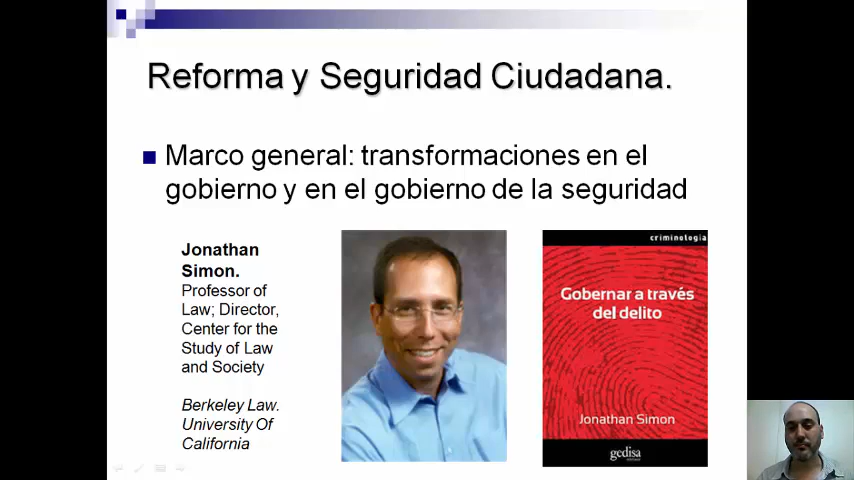 Reforma y Seguridad Ciudadana.
Marco general: transformaciones en el
gobierno y en el gobierno de la seguridad
Jonathan
Simon.
Professor of
Law; Director,
Center for the
Study of Law
and Society
Berkeley Law.
University Of
California
criminología
Gobernar a través
del delito
Jonathan Simon
gedisa